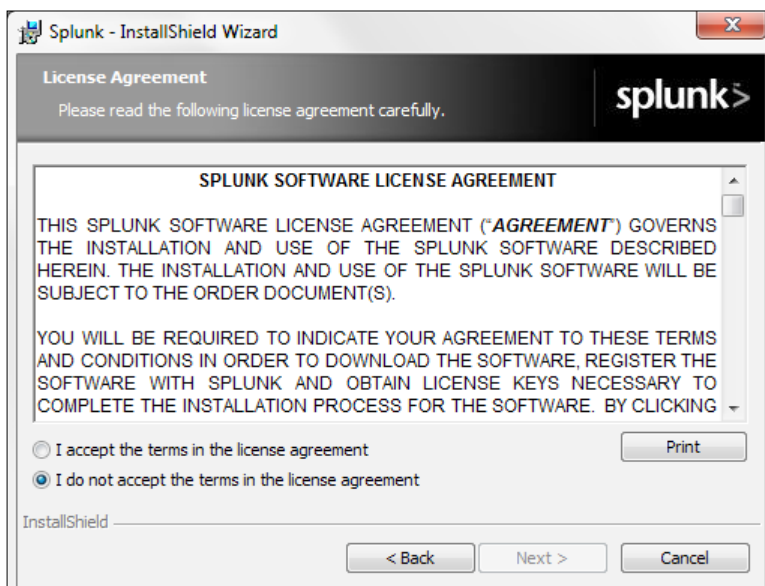 Splunk - InstallShield Wizard
License Agreement
Please read the following license agreement carefully.
splunk>
SPLUNK SOFTWARE LICENSE AGREEMENT
THIS SPLUNK SOFTWARE LICENSE AGREEMENT (“AGREEMENT”) GOVERNS
THE INSTALLATION AND USE OF THE SPLUNK SOFTWARE DESCRIBED
HEREIN. THE INSTALLATION AND USE OF THE SPLUNK SOFTWARE WILL BE
SUBJECT TO THE ORDER DOCUMENT(S).
YOU WILL BE REQUIRED TO INDICATE YOUR AGREEMENT TO THESE TERMS
AND CONDITIONS IN ORDER TO DOWNLOAD THE SOFTWARE, REGISTER THE
SOFTWARE WITH SPLUNK AND OBTAIN LICENSE KEYS NECESSARY TO
COMPLETE THE INSTALLATION PROCESS FOR THE SOFTWARE. BY CLICKING
I accept the terms in the license agreement
Print
I do not accept the terms in the license agreement
InstallShield
< Back
Next >
Cancel